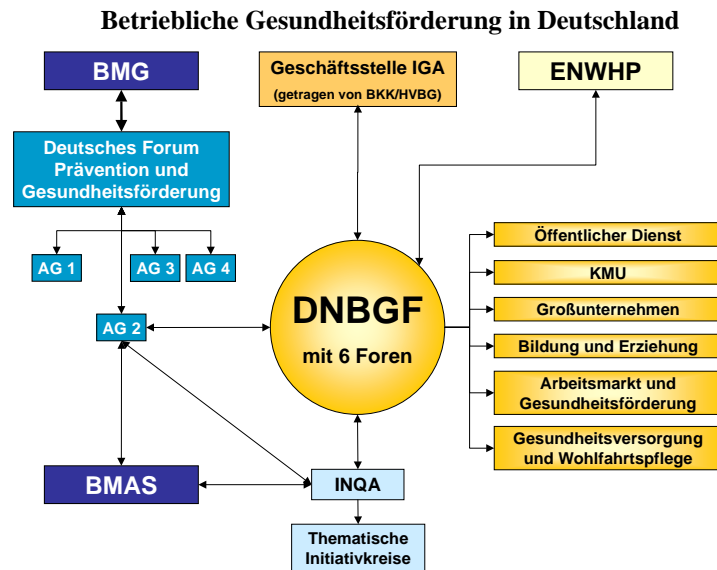 Betriebliche Gesundheitsförderung in Deutschland
BMG
Geschäftsstelle IGA
(getragen von BKK/HVBG)
ENWHP
Deutsches Forum
Prävention und
Gesundheitsförderung
AG 1
AG 3
AG 4
AG 2
DNBGF
mit 6 Foren
Öffentlicher Dienst
KMU
Großunternehmen
Bildung und Erziehung
Arbeitsmarkt und
Gesundheitsförderung
Gesundheitsversorgung
und Wohlfahrtspflege
BMAS
INQA
Thematische
Initiativkreise